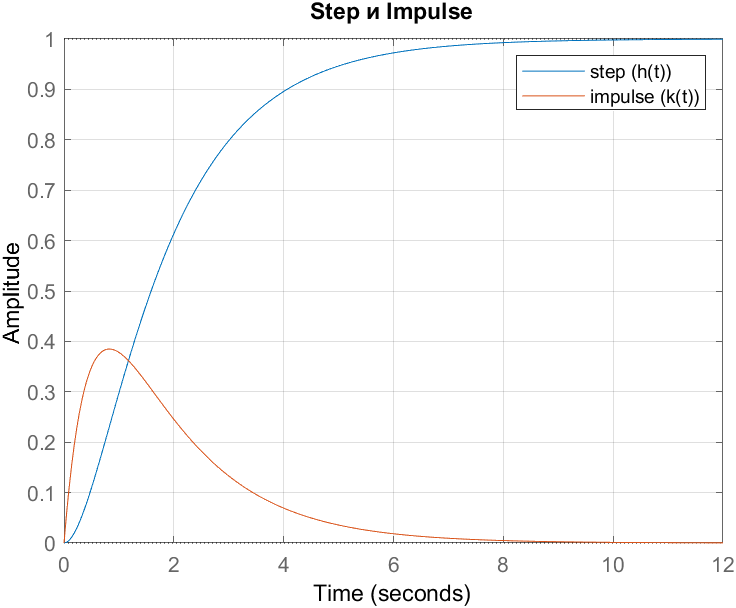 Step и Impulse
1
0.9
0.8
0.7
0.6
0.5
0.4
0.3
0.2
0.1
0
Amplitude
step (h(t))
impulse (k(t))
0 2 4 6 8 10 12
Time (seconds)